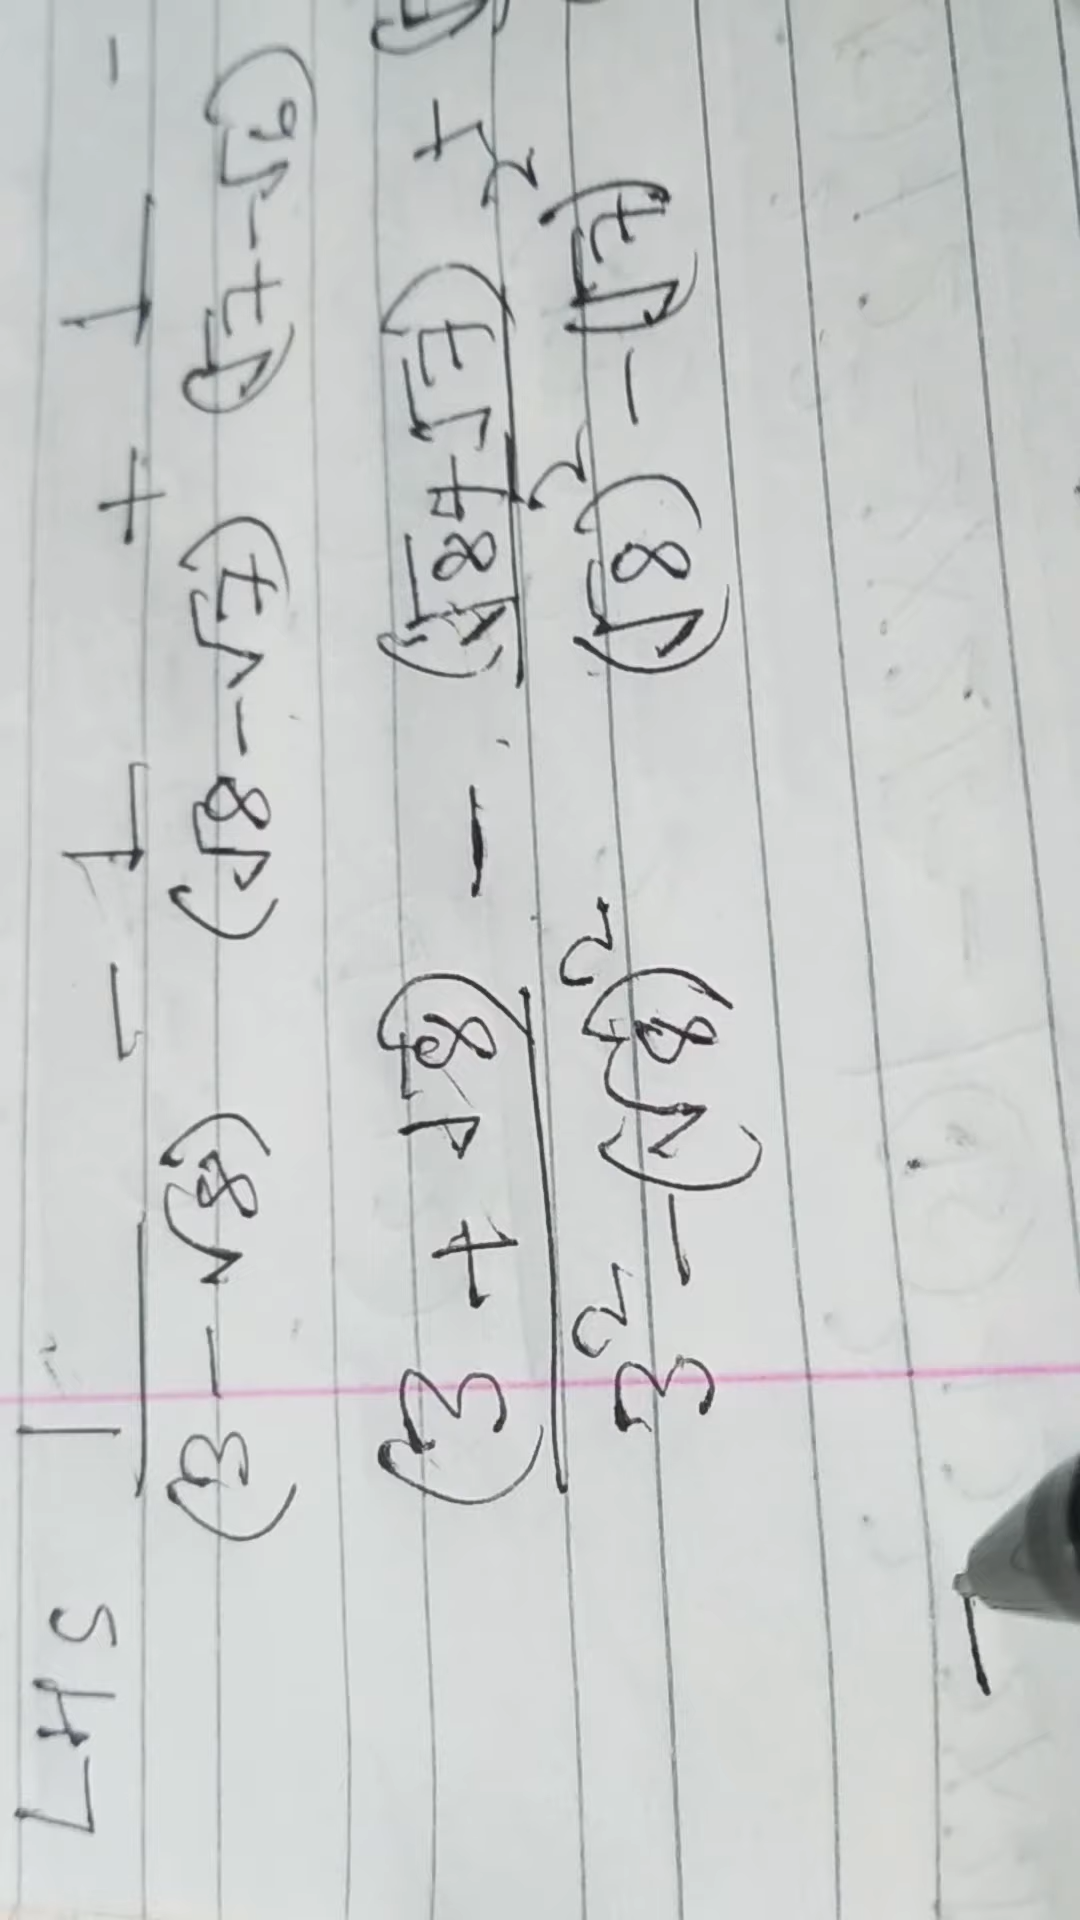 LHS 1 - 1 + 1 -
(3 - √8) (√8 - √7) (√7 - √6)
(3 + √8) - (√8 + √7) + (√
3² - (√8)² (√8)² - (√7)²